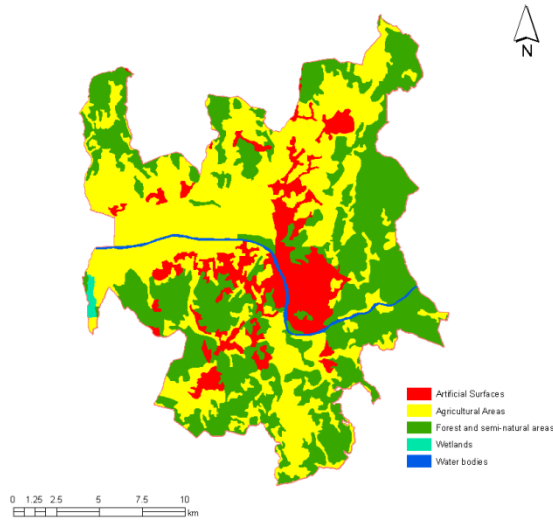 N
Artificial Surfaces
Agricultural Areas
Forest and semi-natural areas
Wetlands
Water bodies
0 1.25 2.5 5 7.5 10
km